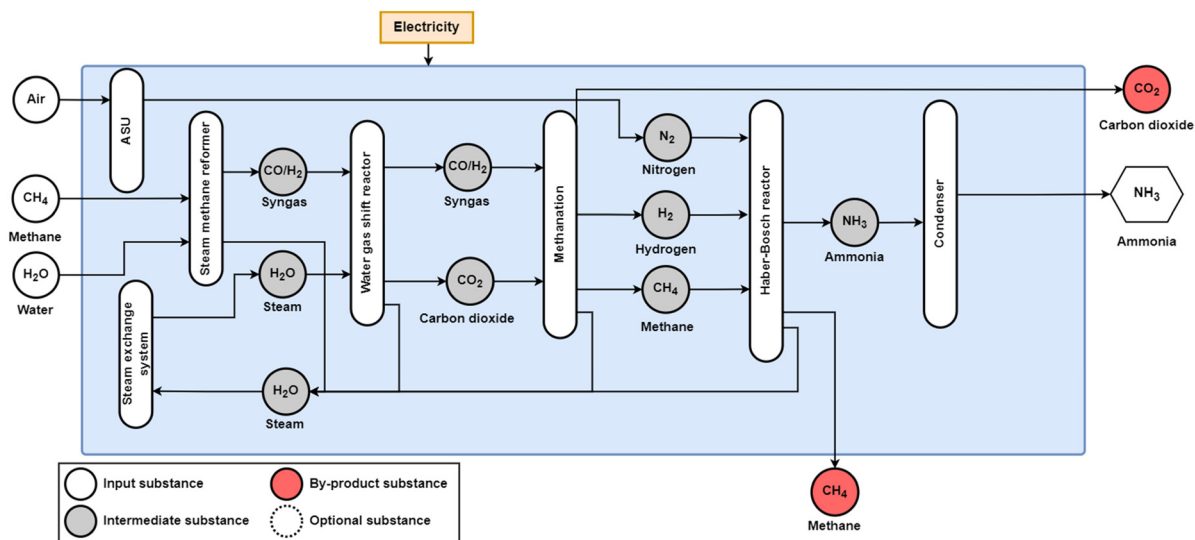 Electricity
Air
ASU
CO₂
Carbon dioxide
CH₄
Methane
H₂O
Water
Steam methane reformer
CO/H₂
Syngas
H₂O
Steam
Steam exchange
system
H₂O
Steam
Water gas shift reactor
CO/H₂
Syngas
CO₂
Carbon dioxide
Methanation
N₂
Nitrogen
H₂
Hydrogen
CH₄
Methane
Haber-Bosch reactor
NH₃
Ammonia
Condenser
NH₃
Ammonia
CH₄
Methane
Input substance
By-product substance
Intermediate substance
Optional substance